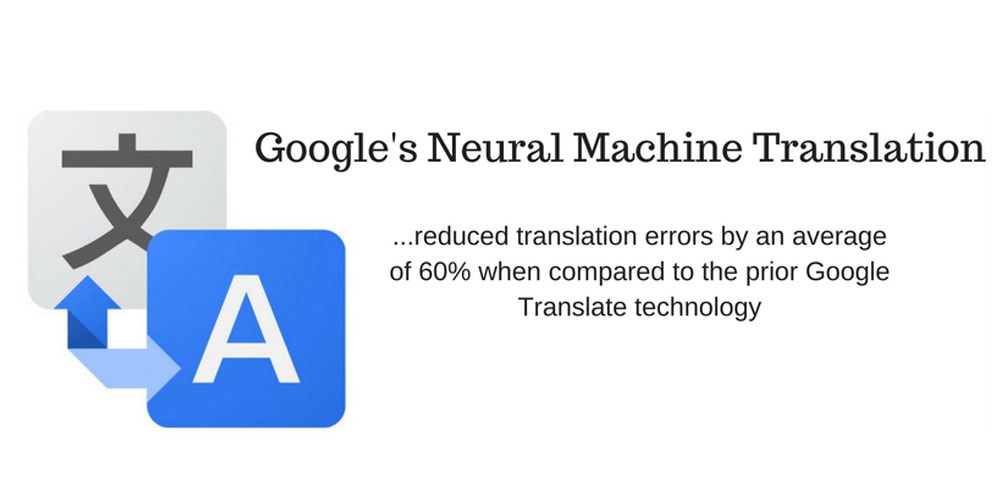 文
A
Google's Neural Machine Translation
...reduced translation errors by an average
of 60% when compared to the prior Google
Translate technology